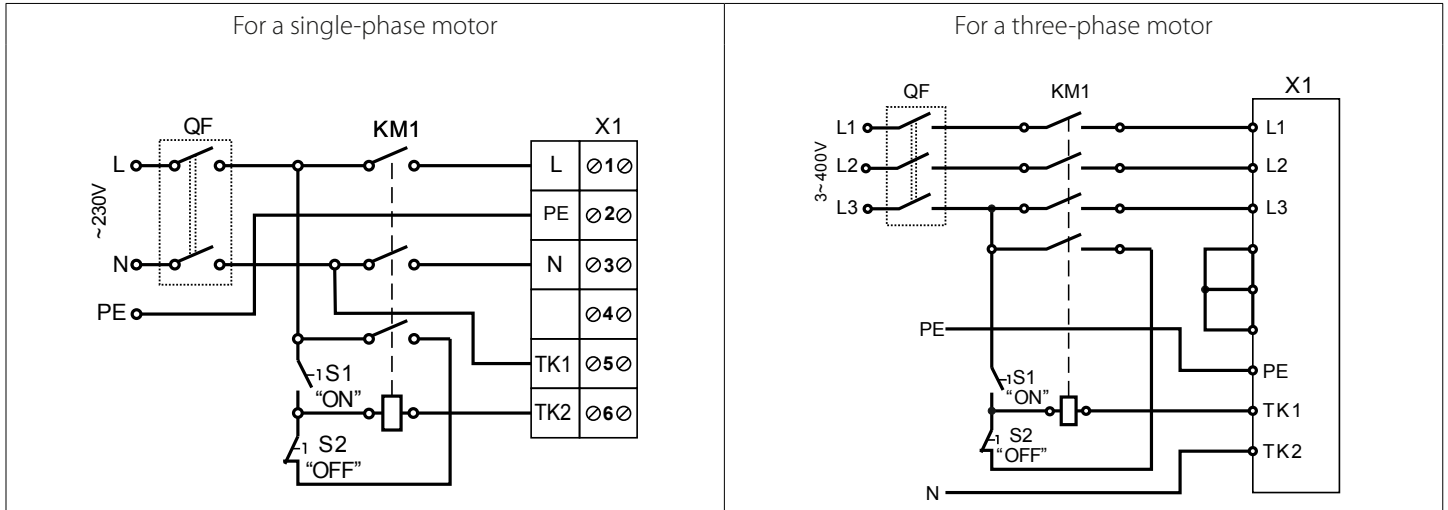 For a single-phase motor
QF
KM1
X1
L
L
1
~230V
PE
2
N
N
3
PE
4
TK1
5
S1
"ON"
TK2
6
S2
"OFF"
For a three-phase motor
QF
KM1
X1
L1
L1
3~400V
L2
L2
L3
L3
PE
PE
S1
"ON"
TK1
S2
"OFF"
TK2
N